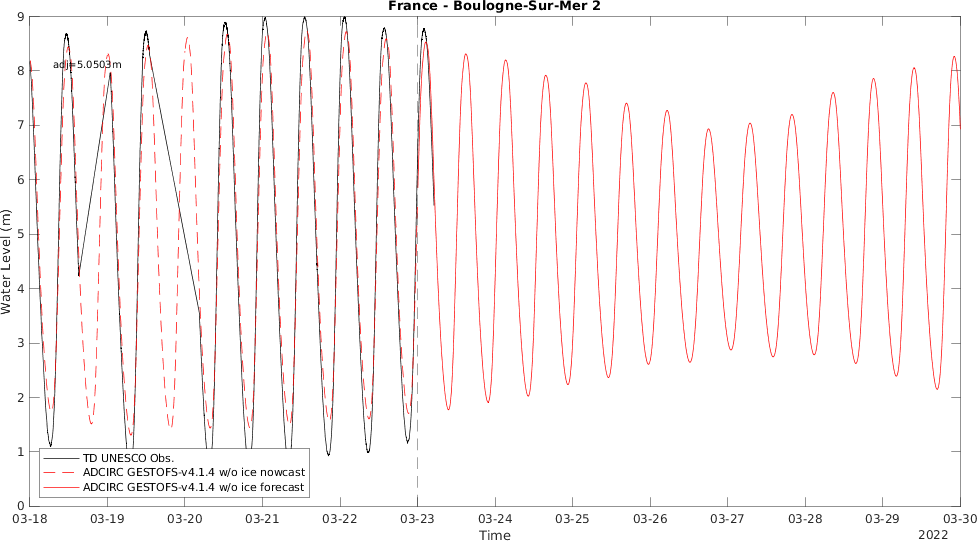 France - Boulogne-Sur-Mer 2
9
8
7
6
5
4
3
2
1
0
Water Level (m)
adj=5.0503m
TD UNESCO Obs.
ADCIRC GESTOFS-v4.1.4 w/o ice nowcast
ADCIRC GESTOFS-v4.1.4 w/o ice forecast
03-18 03-19 03-20 03-21 03-22 03-23 03-24 03-25 03-26 03-27 03-28 03-29 03-30
Time
2022